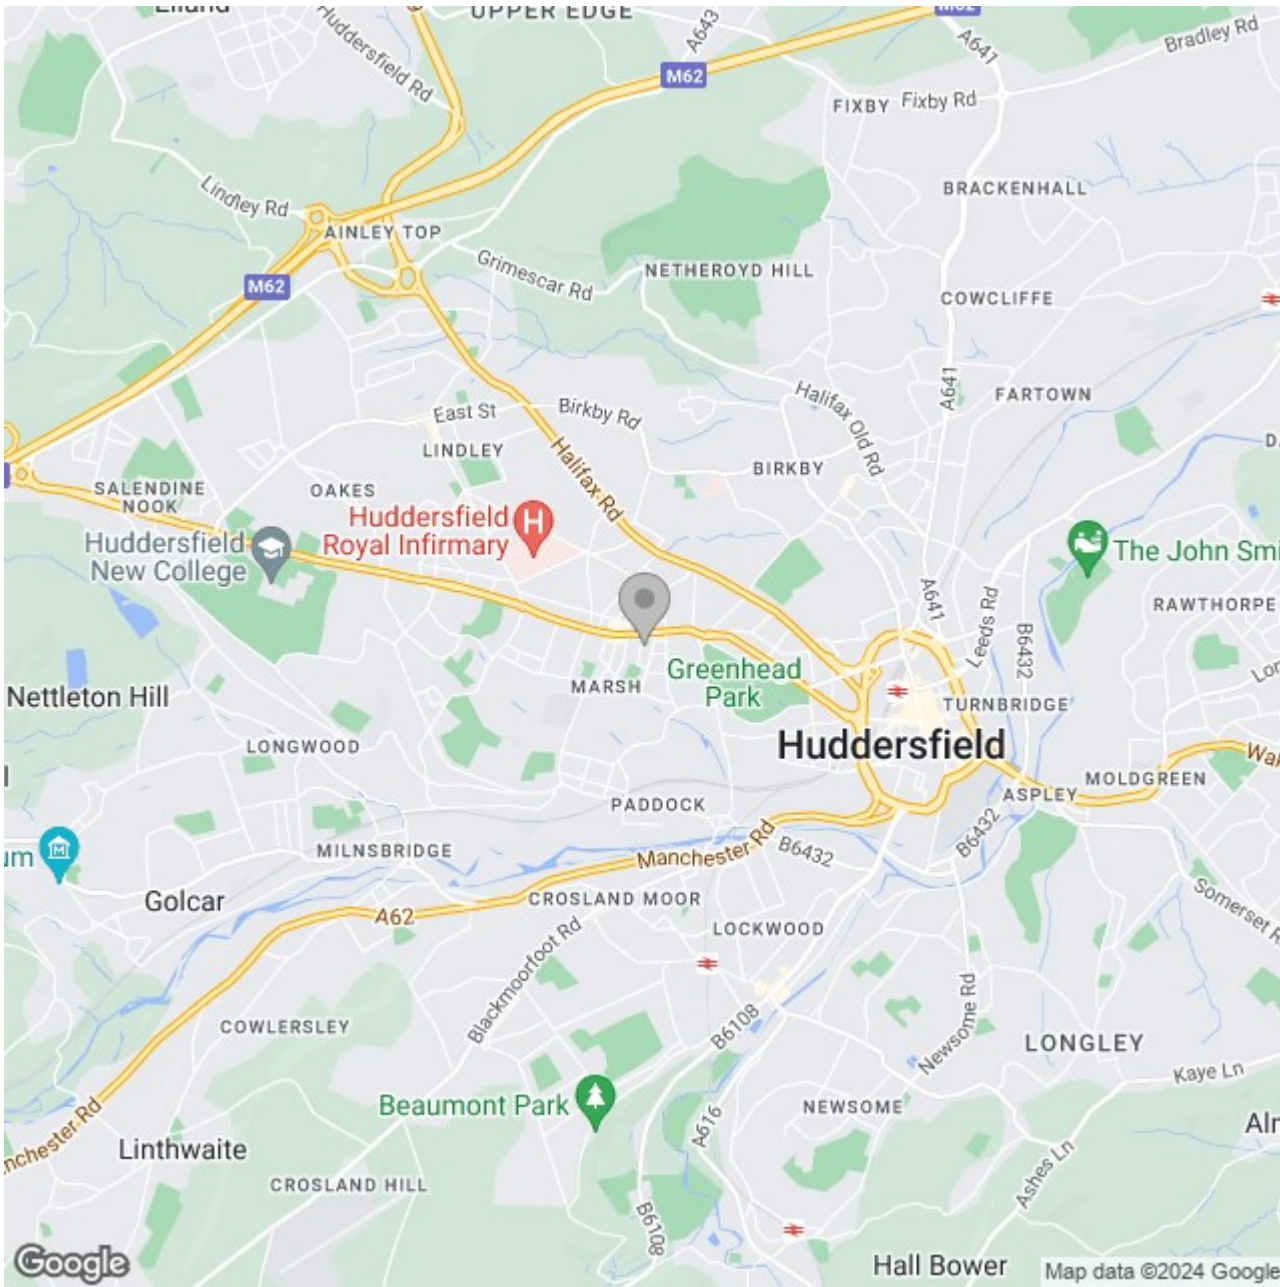 UPPER EDGE
A643
M62
A641
Bradley Rd
Huddersfield Rd
M62
FIXBY
Fixby Rd
Lindley Rd
BRACKENHALL
AINLEY TOP
Grimescar Rd
NETHEROYD HILL
M62
COWCLIFFE
A641
Halifax Old Rd
FARTOWN
East St
Birkby Rd
LINDLEY
Halifax Rd
BIRKBY
SALENDINE
NOOK
OAKES
Huddersfield
Royal Infirmary
H
Huddersfield
New College
The John Smi
A641
Leeds Rd
B6432
RAWTHORPE
Greenhead
Park
MARSH
Nettleton Hill
TURNBRIDGE
LONGWOOD
Huddersfield
MOLDGREEN
ASPLEY
PADDOCK
B6432
Manchester Rd
B6432
um
M
MILNSBRIDGE
Golcar
A62
CROSLAND MOOR
Somerset R
LOCKWOOD
Blackmoorfoot Rd
COWLERSLEY
B6108
Newsome Rd
LONGLEY
Kaye Ln
Beaumont Park
NEWSOME
A616
nchester Rd
Linthwaite
Ashes Ln
CROSLAND HILL
B6108
Hall Bower
Google
Map data ©2024 Google